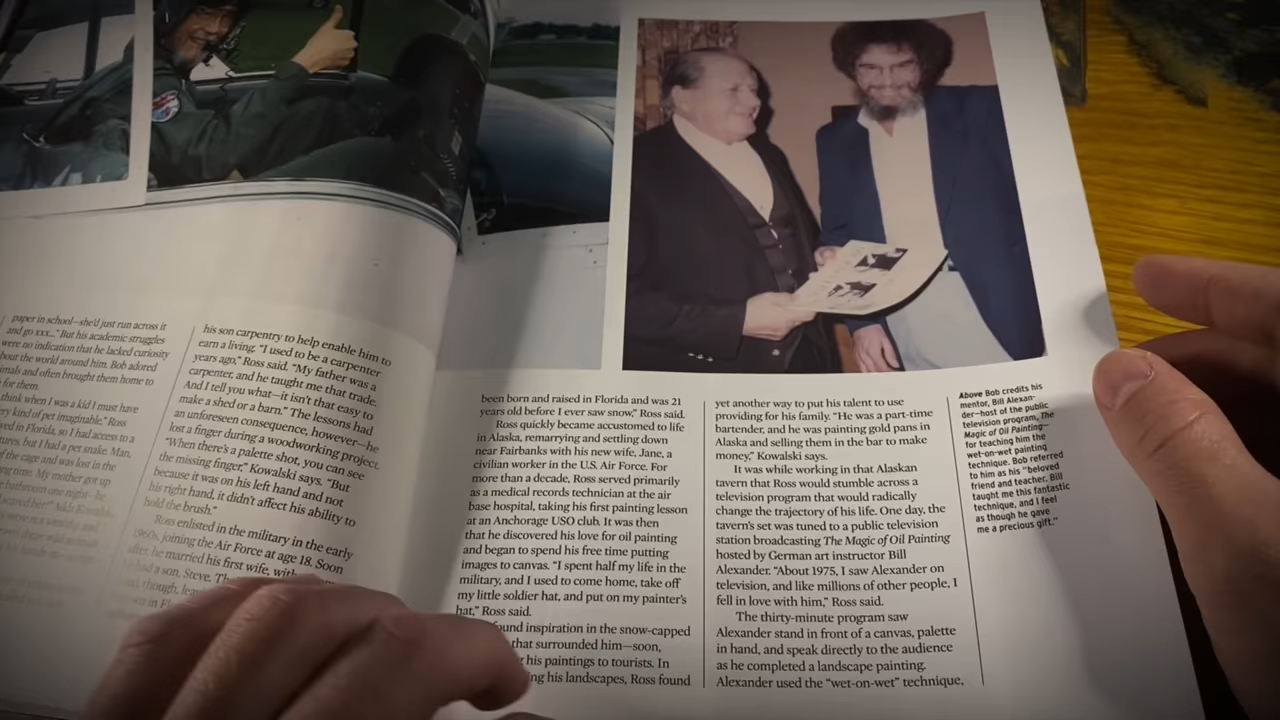 paper in school—she'd just run across it
and go xxx..." But his academic struggles
were no indication that he lacked curiosity
about the world around him. Bob adored
animals and often brought them home to
for them.
think when I was a kid I must have
every kind of pet imaginable," Ross
lived in Florida, so I had access to a
but I had a pet snake. Man,
of the cage and was lost in the
long time. My mother got up
bathroom one night—he
his son carpentry to help enable him to
earn a living. "I used to be a carpenter
years ago," Ross said. "My father was a
carpenter, and he taught me that trade.
And I tell you what—it isn't that easy to
make a shed or a barn." The lessons had
an unforeseen consequence, however—he
lost a finger during a woodworking project.
"When there's a palette shot, you can see
the missing finger," Kowalski says. "But
because it was on his left hand and not
his right hand, it didn't affect his ability to
hold the brush."
Ross enlisted in the military in the early
1960s, joining the Air Force at age 18. Soon
after, he married his first wife, with
had a son, Steve.
though,
in
been born and raised in Florida and was 21
years old before I ever saw snow," Ross said.
Ross quickly became accustomed to life
in Alaska, remarrying and settling down
near Fairbanks with his new wife, Jane, a
civilian worker in the U.S. Air Force. For
more than a decade, Ross served primarily
as a medical records technician at the air
base hospital, taking his first painting lesson
at an Anchorage USO club. It was then
that he discovered his love for oil painting
and began to spend his free time putting
images to canvas. "I spent half my life in the
military, and I used to come home, take off
my little soldier hat, and put on my painter's
hat," Ross said.
found inspiration in the snow-capped
that surrounded him—soon,
his paintings to tourists. In
his landscapes, Ross found
yet another way to put his talent to use
providing for his family. "He was a part-time
bartender, and he was painting gold pans in
Alaska and selling them in the bar to make
money," Kowalski says.
It was while working in that Alaskan
tavern that Ross would stumble across a
television program that would radically
change the trajectory of his life. One day, the
tavern's set was tuned to a public television
station broadcasting The Magic of Oil Painting
hosted by German art instructor Bill
Alexander. "About 1975, I saw Alexander on
television, and like millions of other people, I
fell in love with him," Ross said.
The thirty-minute program saw
Alexander stand in front of a canvas, palette
in hand, and speak directly to the audience
as he completed a landscape painting.
Alexander used the "wet-on-wet" technique,
Above Bob credits his
mentor, Bill Alexan-
der—host of the public
television program, The
Magic of Oil Painting—
for teaching him the
wet-on-wet painting
technique. Bob referred
to him as his "beloved
friend and teacher. Bill
taught me this fantastic
technique, and I feel
as though he gave
me a precious gift."